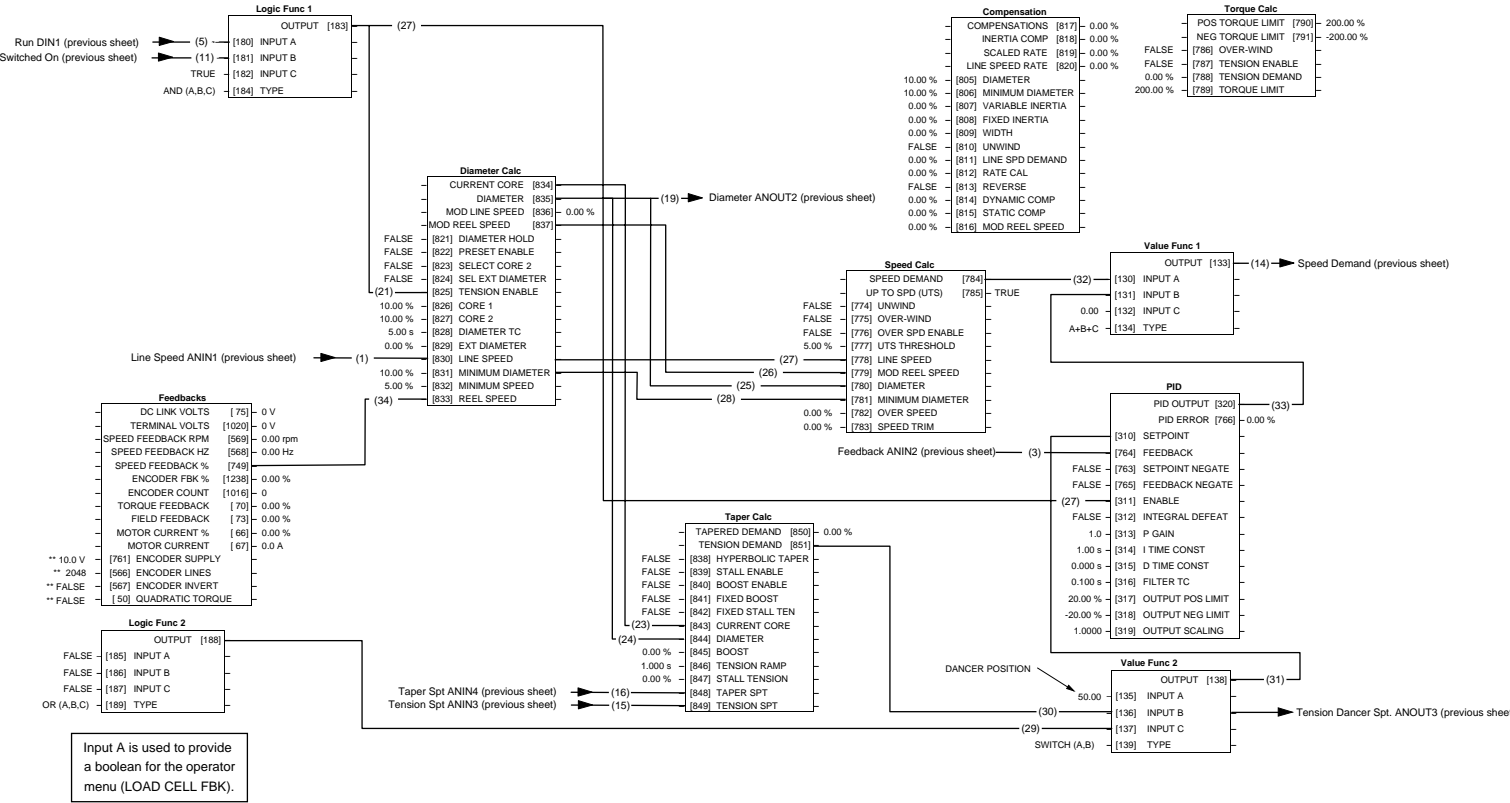 Logic Func 1
OUTPUT [183]
(27)
Run DIN1 (previous sheet) (5) [180] INPUT A
Switched On (previous sheet) (11) [181] INPUT B
TRUE [182] INPUT C
AND (A,B,C) [184] TYPE
Compensation
COMPENSATIONS [817] 0.00 %
INERTIA COMP [818] 0.00 %
SCALED RATE [819] 0.00 %
LINE SPEED RATE [820] 0.00 %
10.00 % [805] DIAMETER
10.00 % [806] MINIMUM DIAMETER
0.00 % [807] VARIABLE INERTIA
0.00 % [808] FIXED INERTIA
0.00 % [809] WIDTH
FALSE [810] UNWIND
0.00 % [811] LINE SPD DEMAND
0.00 % [812] RATE CAL
FALSE [813] REVERSE
0.00 % [814] DYNAMIC COMP
0.00 % [815] STATIC COMP
0.00 % [816] MOD REEL SPEED
Torque Calc
POS TORQUE LIMIT [790] 200.00 %
NEG TORQUE LIMIT [791] -200.00 %
FALSE [786] OVER-WIND
FALSE [787] TENSION ENABLE
0.00 % [788] TENSION DEMAND
200.00 % [789] TORQUE LIMIT
Diameter Calc
CURRENT CORE [834]
DIAMETER [835] (19) Diameter ANOUT2 (previous sheet)
MOD LINE SPEED [836] 0.00 %
MOD REEL SPEED [837]
FALSE [821] DIAMETER HOLD
FALSE [822] PRESET ENABLE
FALSE [823] SELECT CORE 2
FALSE [824] SEL EXT DIAMETER
(21) [825] TENSION ENABLE
10.00 % [826] CORE 1
10.00 % [827] CORE 2
5.00 s [828] DIAMETER TC
0.00 % [829] EXT DIAMETER
Line Speed ANIN1 (previous sheet) (1) [830] LINE SPEED
10.00 % [831] MINIMUM DIAMETER
5.00 % [832] MINIMUM SPEED
(34) [833] REEL SPEED
Speed Calc
SPEED DEMAND [784]
UP TO SPD (UTS) [785] TRUE
FALSE [774] UNWIND
FALSE [775] OVER-WIND
FALSE [776] OVER SPD ENABLE
5.00 % [777] UTS THRESHOLD
(27) [778] LINE SPEED
(26) [779] MOD REEL SPEED
(25) [780] DIAMETER
(28) [781] MINIMUM DIAMETER
0.00 % [782] OVER SPEED
0.00 % [783] SPEED TRIM
Value Func 1
OUTPUT [133] (14) Speed Demand (previous sheet)
(32) [130] INPUT A
[131] INPUT B
0.00 [132] INPUT C
A+B+C [134] TYPE
Feedbacks
DC LINK VOLTS [ 75] 0 V
TERMINAL VOLTS [1020] 0 V
SPEED FEEDBACK RPM [569] 0.00 rpm
SPEED FEEDBACK HZ [568] 0.00 Hz
SPEED FEEDBACK % [749]
ENCODER FBK % [1238] 0.00 %
ENCODER COUNT [1016] 0
TORQUE FEEDBACK [ 70] 0.00 %
FIELD FEEDBACK [ 73] 0.00 %
MOTOR CURRENT % [ 66] 0.00 %
MOTOR CURRENT [ 67] 0.0 A
** 10.0 V [761] ENCODER SUPPLY
** 2048 [566] ENCODER LINES
** FALSE [567] ENCODER INVERT
** FALSE [ 50] QUADRATIC TORQUE
PID
PID OUTPUT [320] (33)
PID ERROR [766] 0.00 %
[310] SETPOINT
Feedback ANIN2 (previous sheet) (3) [764] FEEDBACK
FALSE [763] SETPOINT NEGATE
FALSE [765] FEEDBACK NEGATE
(27) [311] ENABLE
FALSE [312] INTEGRAL DEFEAT
1.0 [313] P GAIN
1.00 s [314] I TIME CONST
0.000 s [315] D TIME CONST
0.100 s [316] FILTER TC
20.00 % [317] OUTPUT POS LIMIT
-20.00 % [318] OUTPUT NEG LIMIT
1.0000 [319] OUTPUT SCALING
Taper Calc
TAPERED DEMAND [850] 0.00 %
TENSION DEMAND [851]
FALSE [838] HYPERBOLIC TAPER
FALSE [839] STALL ENABLE
FALSE [840] BOOST ENABLE
FALSE [841] FIXED BOOST
FALSE [842] FIXED STALL TEN
(23) [843] CURRENT CORE
(24) [844] DIAMETER
0.00 % [845] BOOST
1.000 s [846] TENSION RAMP
0.00 % [847] STALL TENSION
Taper Spt ANIN4 (previous sheet) (16) [848] TAPER SPT
Tension Spt ANIN3 (previous sheet) (15) [849] TENSION SPT
Logic Func 2
OUTPUT [188]
FALSE [185] INPUT A
FALSE [186] INPUT B
FALSE [187] INPUT C
OR (A,B,C) [189] TYPE
DANCER POSITION
Value Func 2
OUTPUT [138] (31)
50.00 [135] INPUT A
(30) [136] INPUT B Tension Dancer Spt. ANOUT3 (previous shee
(29) [137] INPUT C
SWITCH (A,B) [139] TYPE
Input A is used to provide
a boolean for the operator
menu (LOAD CELL FBK).